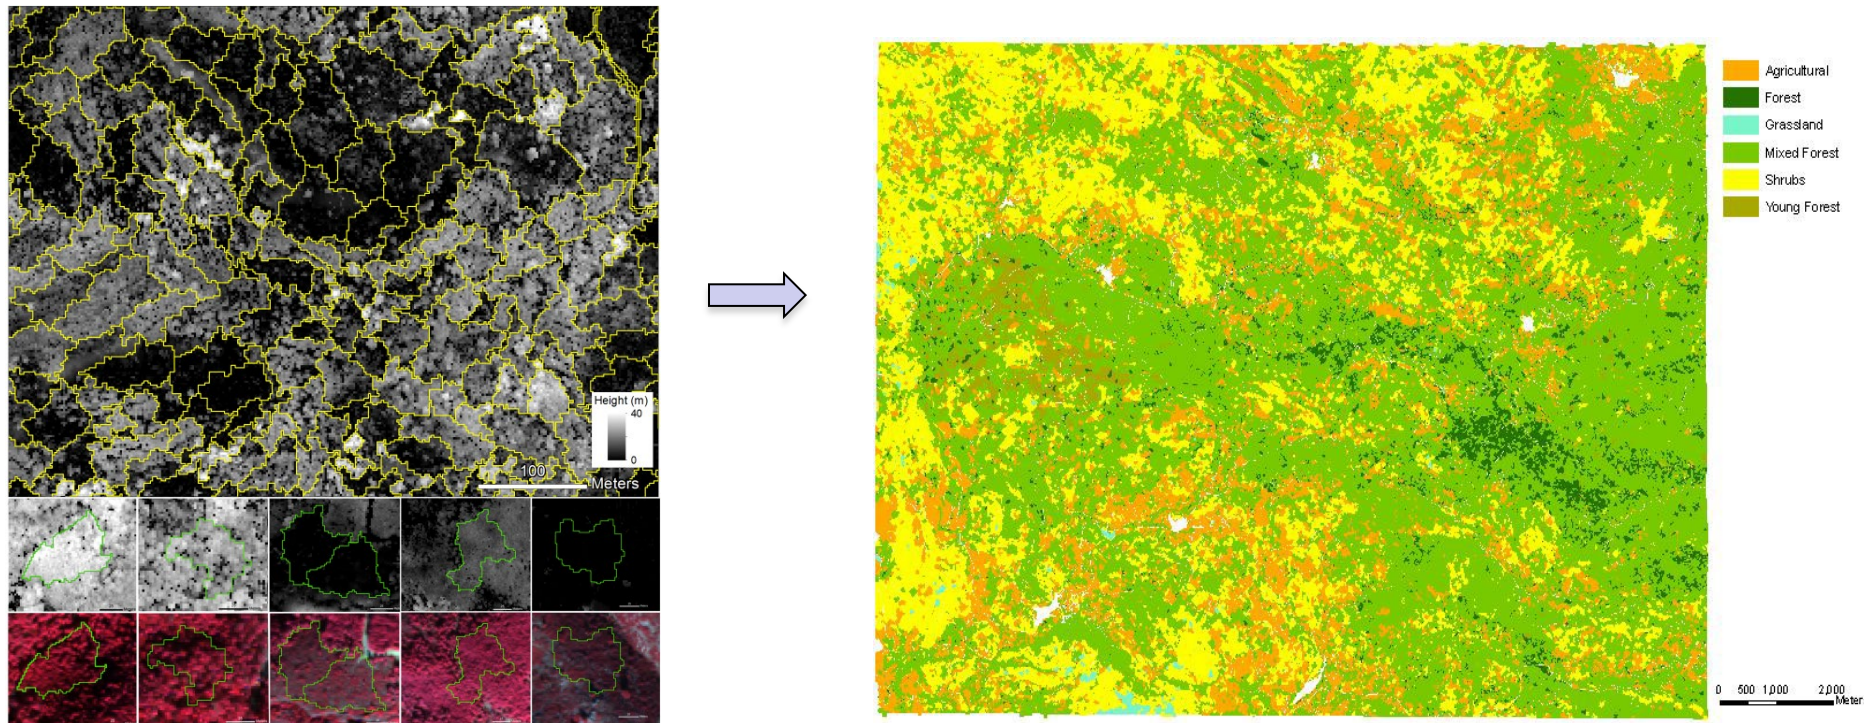 Height (m)
40
0
100
Meters
Agricultural
Forest
Grassland
Mixed Forest
Shrubs
Young Forest
0 500 1,000 2,000
Meter